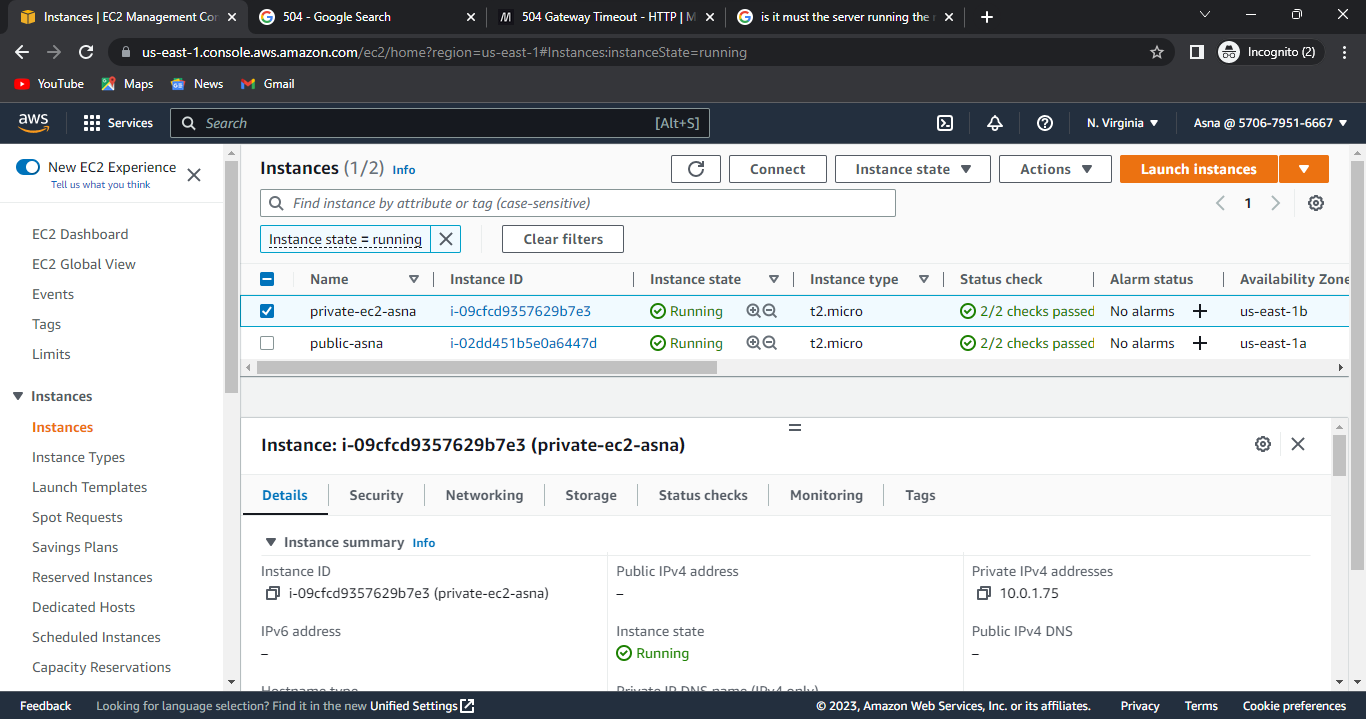 Instances | EC2 Management Con
504 - Google Search
504 Gateway Timeout - HTTP | M
is it must the server running the
us-east-1.console.aws.amazon.com/ec2/home?region=us-east-1#Instances:instanceState=running
Incognito (2)
YouTube Maps News Gmail
aws Services Search [Alt+S] N. Virginia Asna @ 5706-7951-6667
New EC2 Experience
Tell us what you think
EC2 Dashboard
EC2 Global View
Events
Tags
Limits
Instances
Instances
Instance Types
Launch Templates
Spot Requests
Savings Plans
Reserved Instances
Dedicated Hosts
Scheduled Instances
Capacity Reservations
Instances (1/2) Info
Connect Instance state Actions Launch instances
Find instance by attribute or tag (case-sensitive)
1
Instance state = running Clear filters
Name Instance ID Instance state Instance type Status check Alarm status Availability Zone
private-ec2-asna i-09cfcd9357629b7e3 Running t2.micro 2/2 checks passed No alarms us-east-1b
public-asna i-02dd451b5e0a6447d Running t2.micro 2/2 checks passed No alarms us-east-1a
Instance: i-09cfcd9357629b7e3 (private-ec2-asna)
Details Security Networking Storage Status checks Monitoring Tags
Instance summary Info
Instance ID Public IPv4 address Private IPv4 addresses
i-09cfcd9357629b7e3 (private-ec2-asna) – 10.0.1.75
IPv6 address Instance state Public IPv4 DNS
– Running –
Hostname type Private IP DNS name (IPv4 only)
Feedback Looking for language selection? Find it in the new Unified Settings © 2023, Amazon Web Services, Inc. or its affiliates. Privacy Terms Cookie preferences